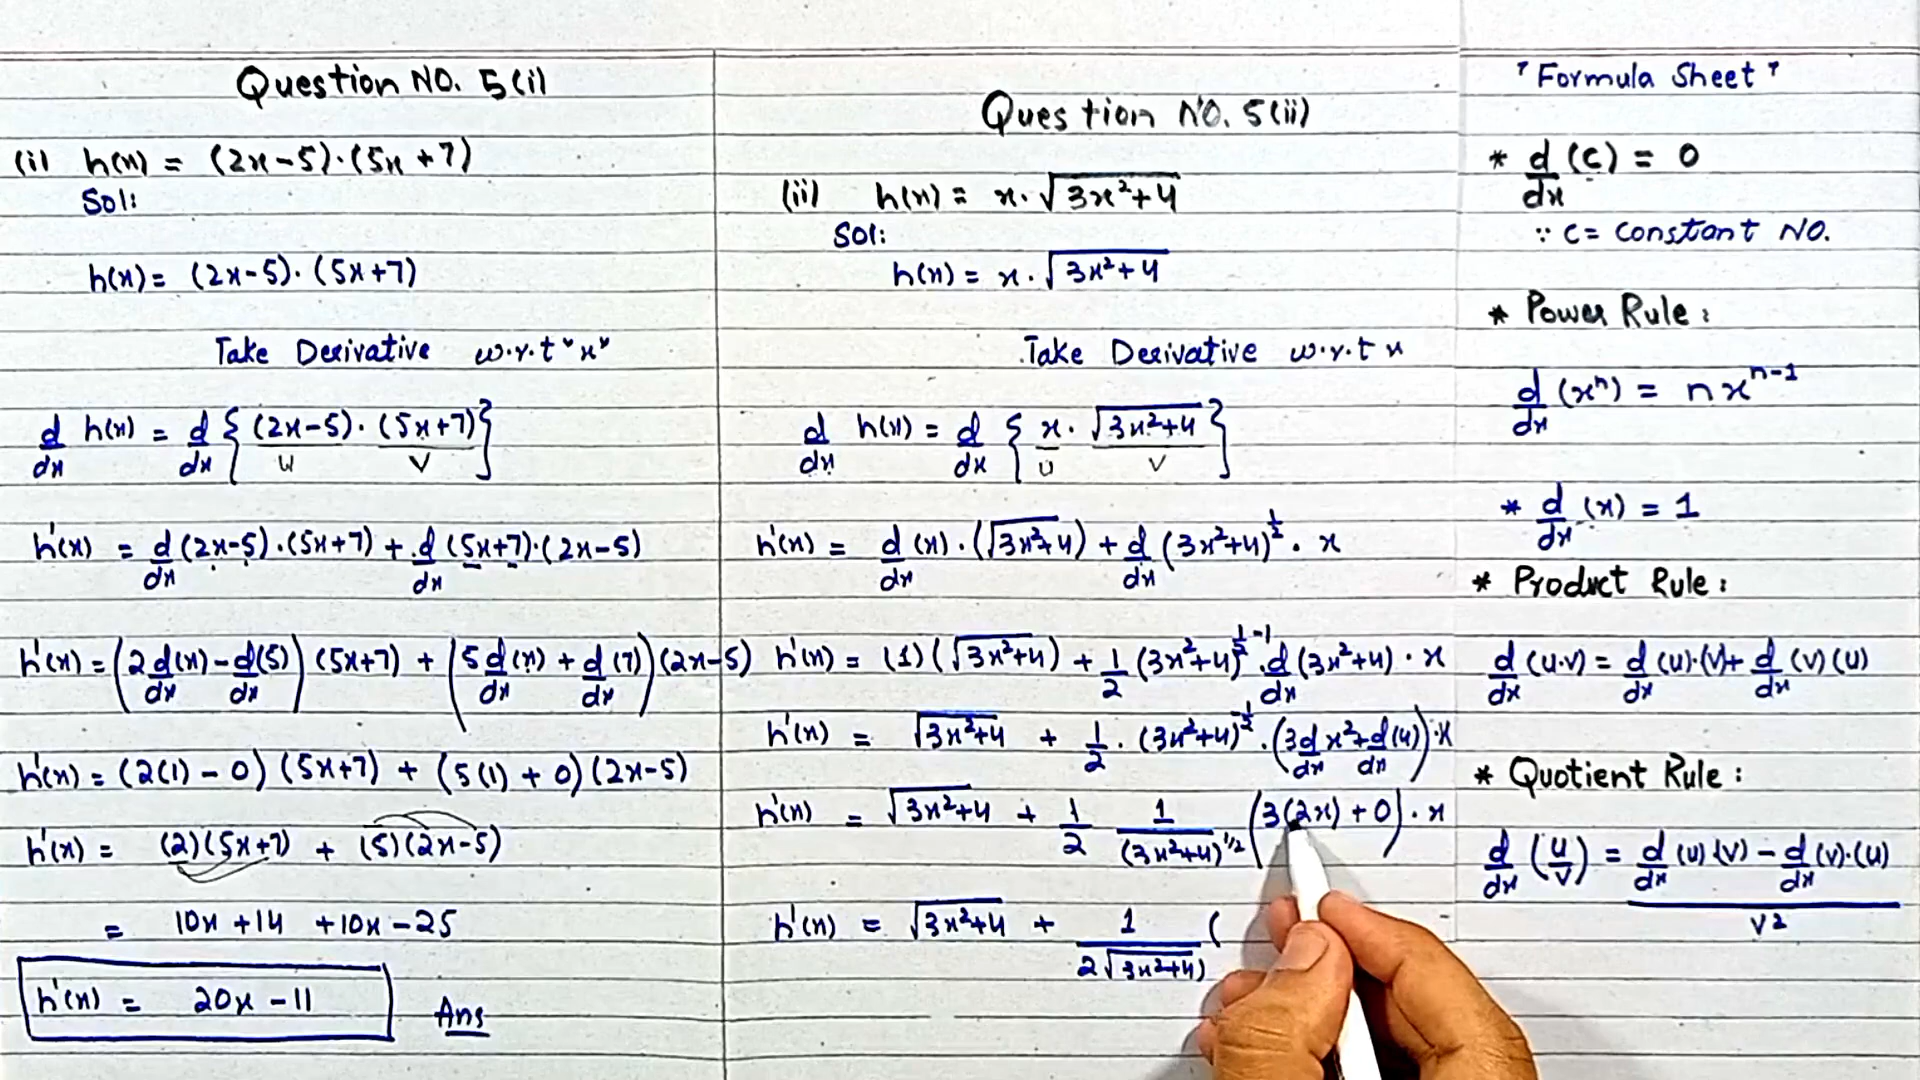 Question NO. 5(i)
(i) h(x) = (2x-5)·(5x+7)
Sol:
h(x) = (2x-5)·(5x+7)
Take Derivative w.r.t "x"
d/dx h(x) = d/dx {(2x-5)·(5x+7)}
u v
h'(x) = d/dx (2x-5)·(5x+7) + d/dx (5x+7)·(2x-5)
h'(x) = (2 d/dx (x) - d/dx (5)) (5x+7) + (5 d/dx (x) + d/dx (7)) (2x-5)
h'(x) = (2(1) - 0) (5x+7) + (5(1) + 0) (2x-5)
h'(x) = (2)(5x+7) + (5)(2x-5)
= 10x+14 +10x-25
h'(x) = 20x-11 Ans
Question NO. 5(ii)
(ii) h(x) = x·√(3x²+4)
Sol:
h(x) = x·√(3x²+4)
Take Derivative w.r.t x
d/dx h(x) = d/dx {x·√(3x²+4)}
u v
h'(x) = d/dx (x)·(√(3x²+4)) + d/dx (3x²+4)^(1/2) · x
h'(x) = (1)(√(3x²+4)) + 1/2 (3x²+4)^(1/2 -1) · d/dx (3x²+4) · x
h'(x) = √(3x²+4) + 1/2 · (3x²+4)^(-1/2) · (3 d/dx x² + d/dx (4)) · x
h'(x) = √(3x²+4) + 1/2 1/(3x²+4)^(1/2) (3(2x) + 0) · x
h'(x) = √(3x²+4) + 1/(2√(3x²+4)) (
' Formula Sheet '
* d/dx (c) = 0
∵ c = constant NO.
* Power Rule:
d/dx (xⁿ) = nx^(n-1)
* d/dx (x) = 1
* Product Rule:
d/dx (u·v) = d/dx (u)·(v) + d/dx (v)(u)
* Quotient Rule:
d/dx (u/v) = (d/dx (u)·(v) - d/dx (v)·(u)) / v2